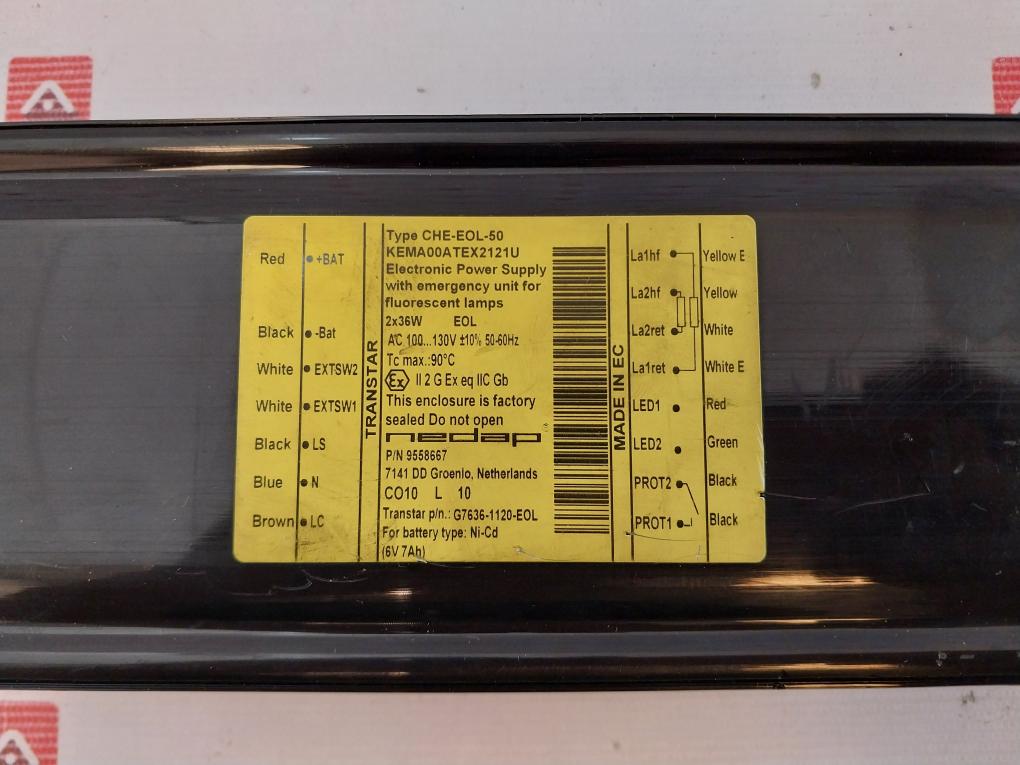 Red +BAT
Black -Bat
White EXTSW2
White EXTSW1
Black LS
Blue N
Brown LC
TRANSTAR
Type CHE-EOL-50
KEMA00ATEX2121U
Electronic Power Supply
with emergency unit for
fluorescent lamps
2x36W EOL
AC 100...130V ±10% 50-60Hz
Tc max.:90°C
Ex II 2 G Ex eq IIC Gb
This enclosure is factory
sealed Do not open
nedap
P/N 9558667
7141 DD Groenlo, Netherlands
CO10 L 10
Transtar p/n.: G7636-1120-EOL
For battery type: Ni-Cd
(6V 7Ah)
MADE IN EC
La1hf Yellow E
La2hf Yellow
La2ret White
La1ret White E
LED1 Red
LED2 Green
PROT2 Black
PROT1 Black